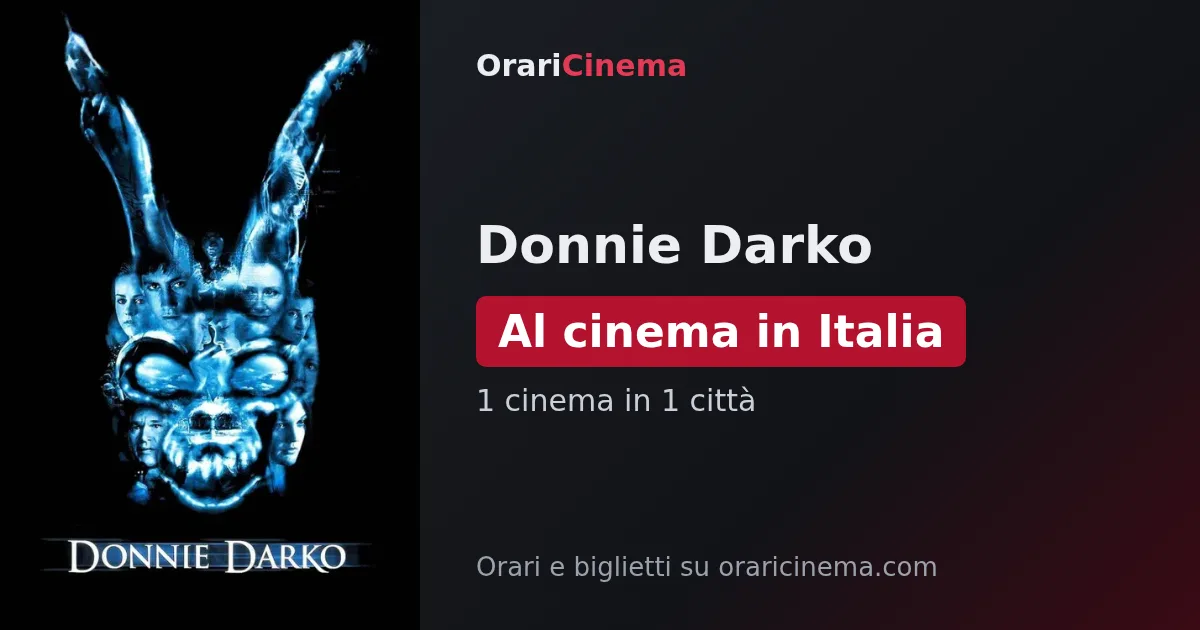 DONNIE DARKO
OrariCinema
Donnie Darko
Al cinema in Italia
1 cinema in 1 città
Orari e biglietti su oraricinema.com